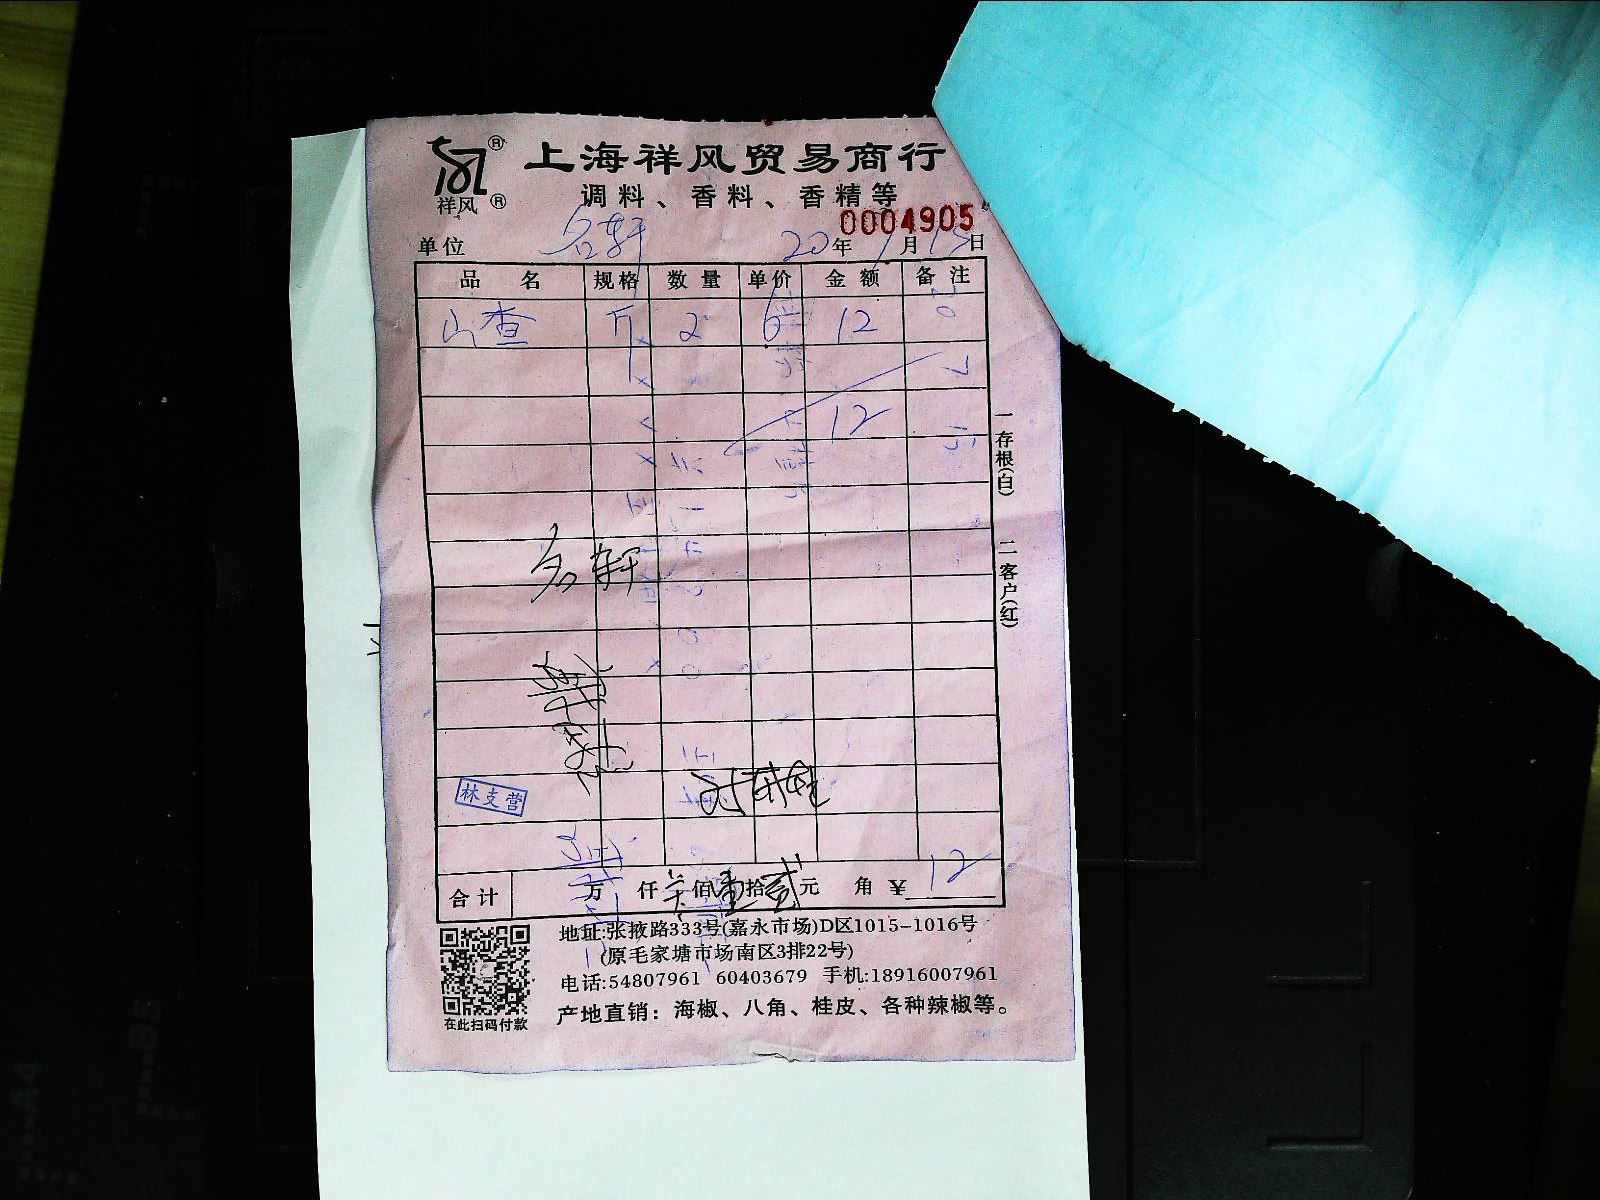 上海祥风贸易商行
祥风 ® ®
调料、香料、香精等
0004905
单位 名轩 20年1月15日
品名 规格 数量 单价 金额 备注
山查 斤 2 6 12
12
名轩
林支营
合计 万 仟 佰 壹拾贰元 角 ¥ 12
一存根(白)
二客户(红)
地址:张掖路333号(嘉永市场)D区1015-1016号
(原毛家塘市场南区3排22号)
电话:54807961 60403679 手机:18916007961
在此扫码付款
产地直销：海椒、八角、桂皮、各种辣椒等。